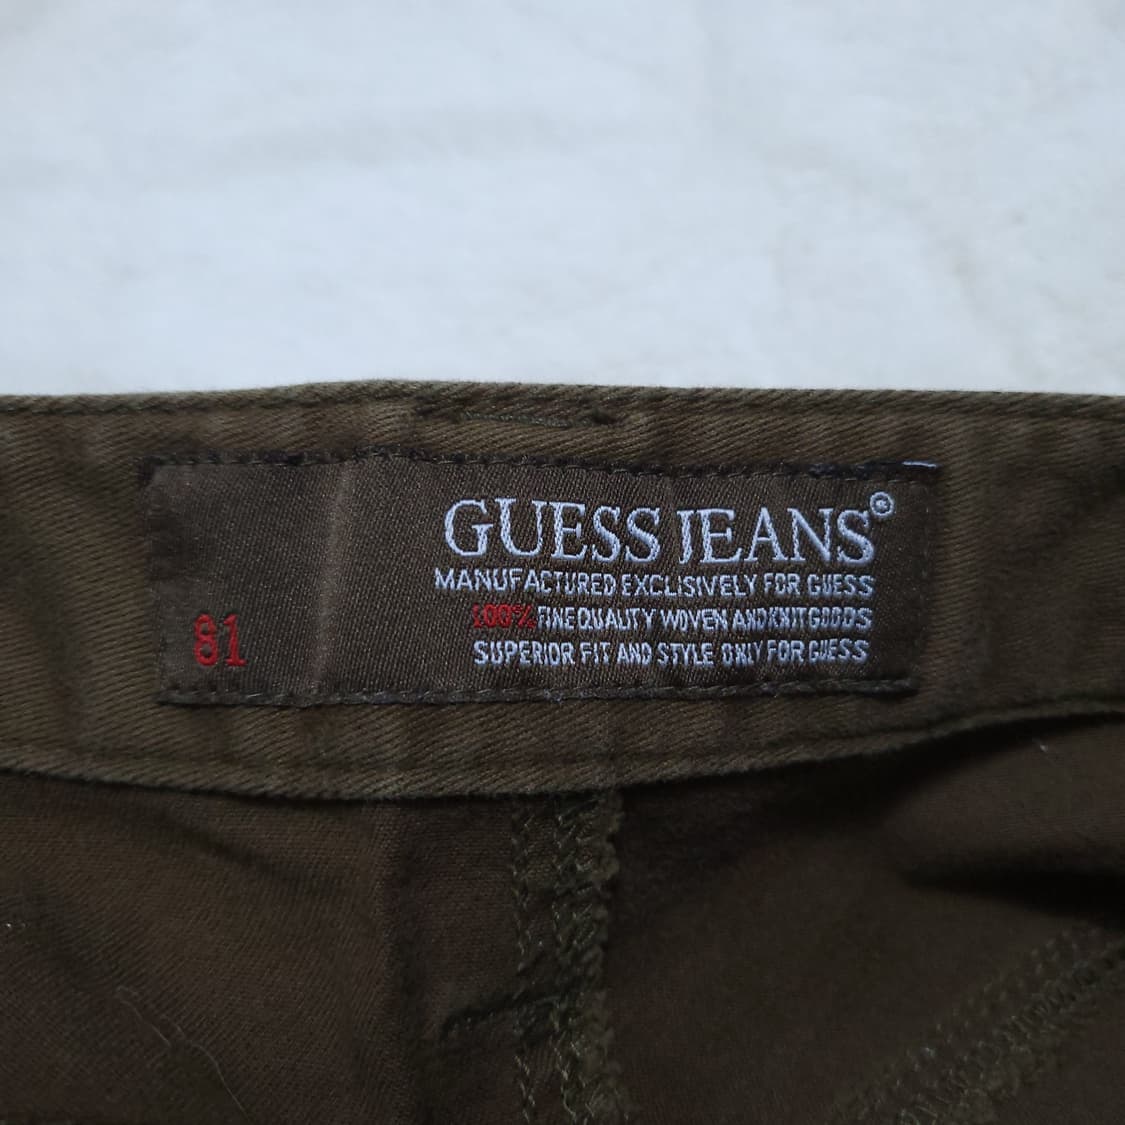 GUESS JEANS®
MANUFACTURED EXCLUSIVELY FOR GUESS
100% FINE QUALITY WOVEN AND KNIT GOODS
SUPERIOR FIT AND STYLE ONLY FOR GUESS
81